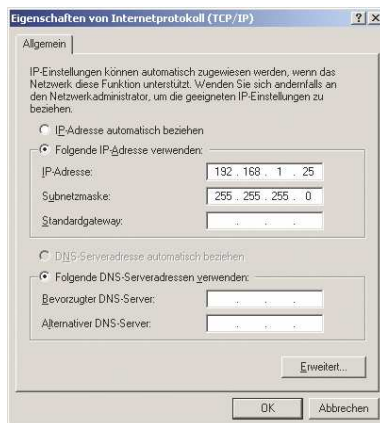 Eigenschaften von Internetprotokoll (TCP/IP)
Allgemein
IP-Einstellungen können automatisch zugewiesen werden, wenn das
Netzwerk diese Funktion unterstützt. Wenden Sie sich andernfalls an
den Netzwerkadministrator, um die geeigneten IP-Einstellungen zu
beziehen.
IP-Adresse automatisch beziehen
Folgende IP-Adresse verwenden:
IP-Adresse: 192 . 168 . 1 . 25
Subnetzmaske: 255 . 255 . 255 . 0
Standardgateway: . . .
DNS-Serveradresse automatisch beziehen
Folgende DNS-Serveradressen verwenden:
Bevorzugter DNS-Server: . . .
Alternativer DNS-Server: . . .
Erweitert...
OK Abbrechen